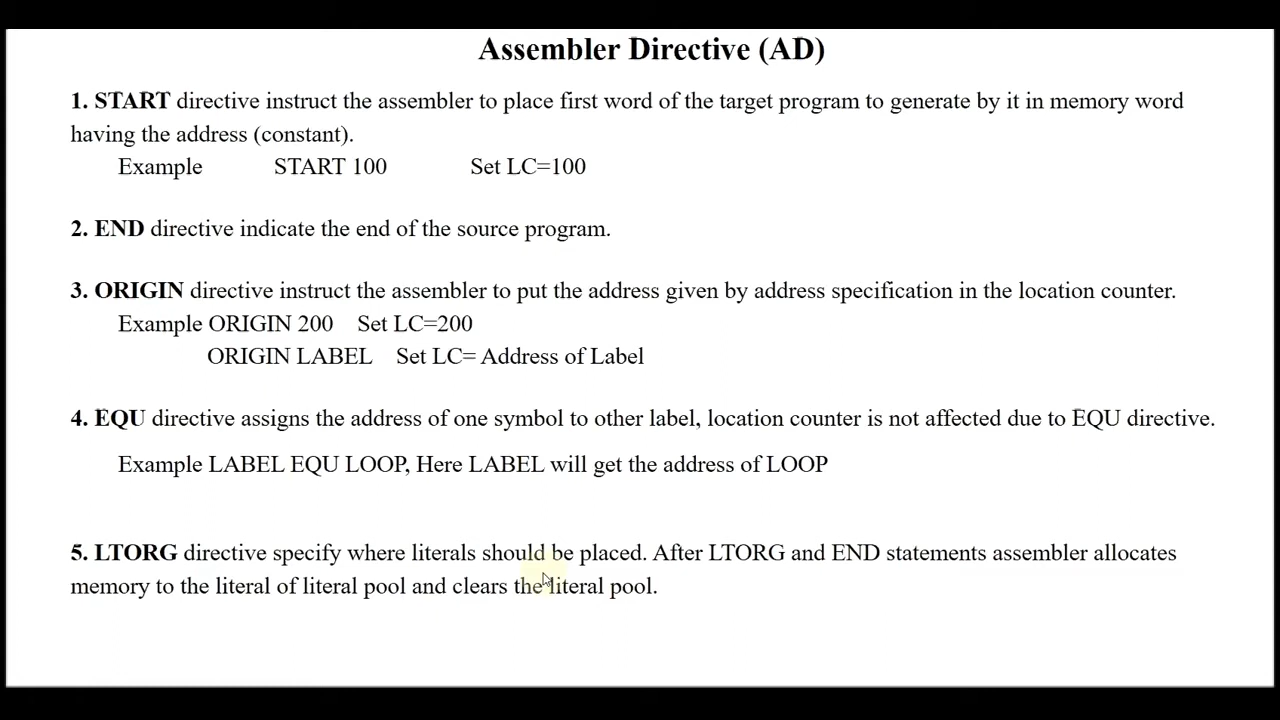 Assembler Directive (AD)
1. START directive instruct the assembler to place first word of the target program to generate by it in memory word
having the address (constant).
Example START 100 Set LC=100
2. END directive indicate the end of the source program.
3. ORIGIN directive instruct the assembler to put the address given by address specification in the location counter.
Example ORIGIN 200 Set LC=200
ORIGIN LABEL Set LC= Address of Label
4. EQU directive assigns the address of one symbol to other label, location counter is not affected due to EQU directive.
Example LABEL EQU LOOP, Here LABEL will get the address of LOOP
5. LTORG directive specify where literals should be placed. After LTORG and END statements assembler allocates
memory to the literal of literal pool and clears the literal pool.